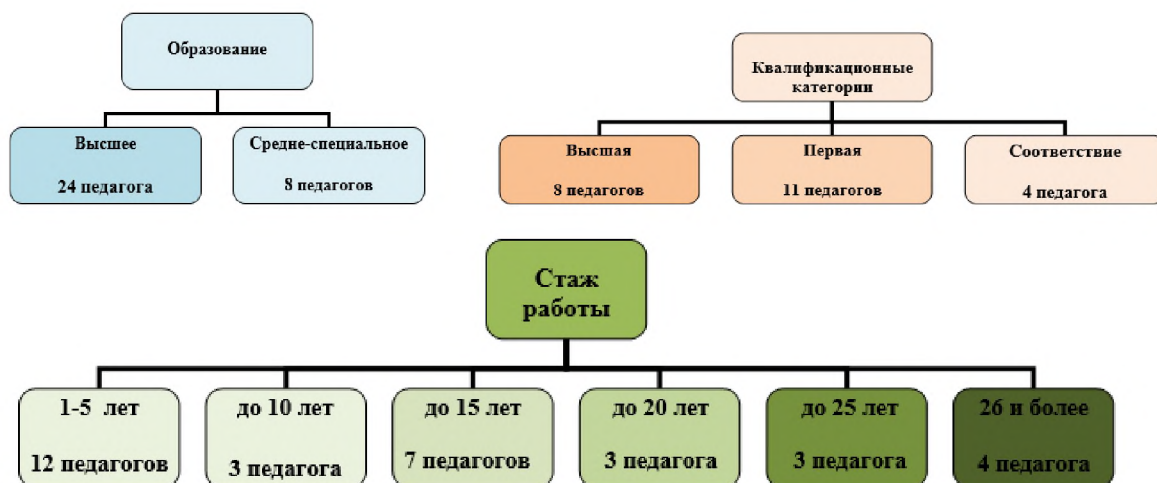 Образование
Высшее
24 педагога
Средне-специальное
8 педагогов
Квалификационные
категории
Высшая
8 педагогов
Первая
11 педагогов
Соответствие
4 педагога
Стаж
работы
1-5 лет
12 педагогов
до 10 лет
3 педагога
до 15 лет
7 педагогов
до 20 лет
3 педагога
до 25 лет
3 педагога
26 и более
4 педагога